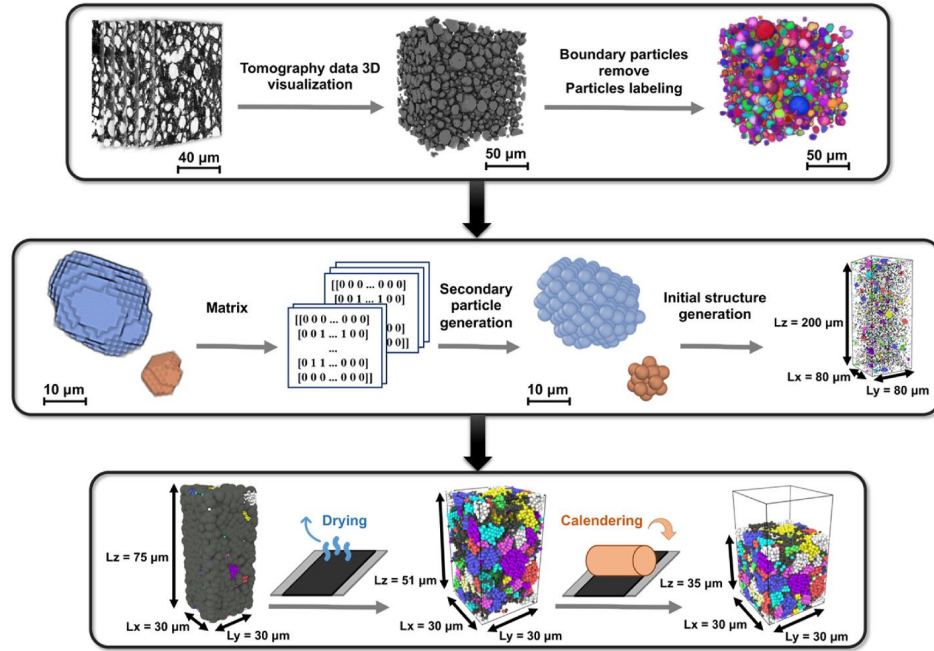 Tomography data 3D
visualization
Boundary particles
remove
Particles labeling
40 μm
50 μm
50 μm
Matrix
[[0 0 0 ... 0 0 0]
[0 0 1 ... 1 0 0]
0 0]
0 0]]
[[0 0 0 ... 0 0 0]
[0 0 1 ... 1 0 0]
...
[0 1 1 ... 0 0 0]
[0 0 0 ... 0 0 0]]
Secondary
particle
generation
Initial structure
generation
Lz = 200 μm
Lx = 80 μm
Ly = 80 μm
10 μm
10 μm
Drying
Calendering
Lz = 75 μm
Lz = 51 μm
Lz = 35 μm
Lx = 30 μm
Ly = 30 μm
Lx = 30 μm
Ly = 30 μm
Lx = 30 μm
Ly = 30 μm